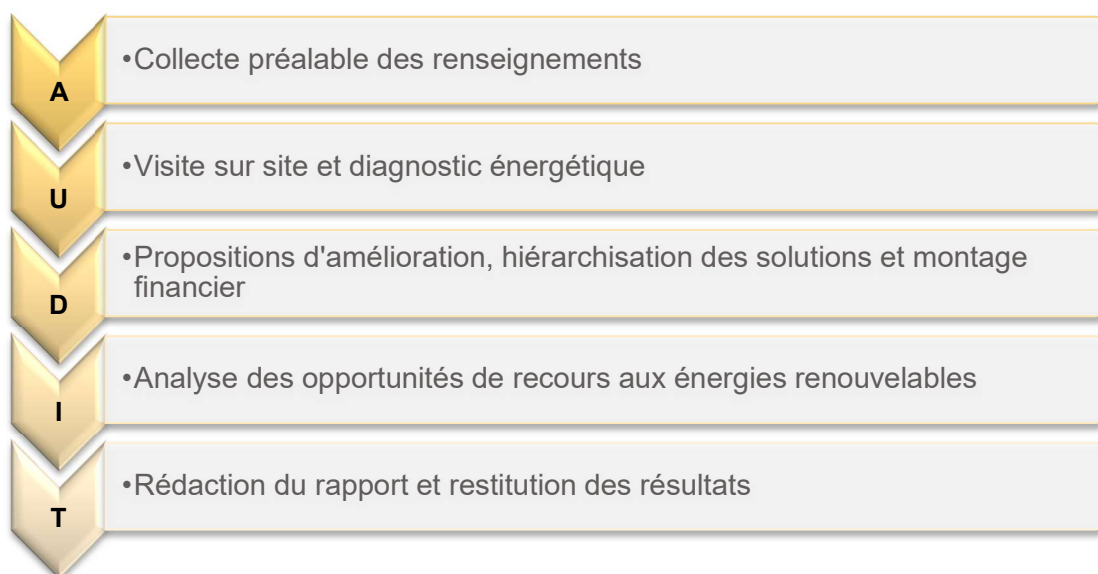 A
•Collecte préalable des renseignements
U
•Visite sur site et diagnostic énergétique
D
•Propositions d'amélioration, hiérarchisation des solutions et montage
financier
I
•Analyse des opportunités de recours aux énergies renouvelables
T
•Rédaction du rapport et restitution des résultats